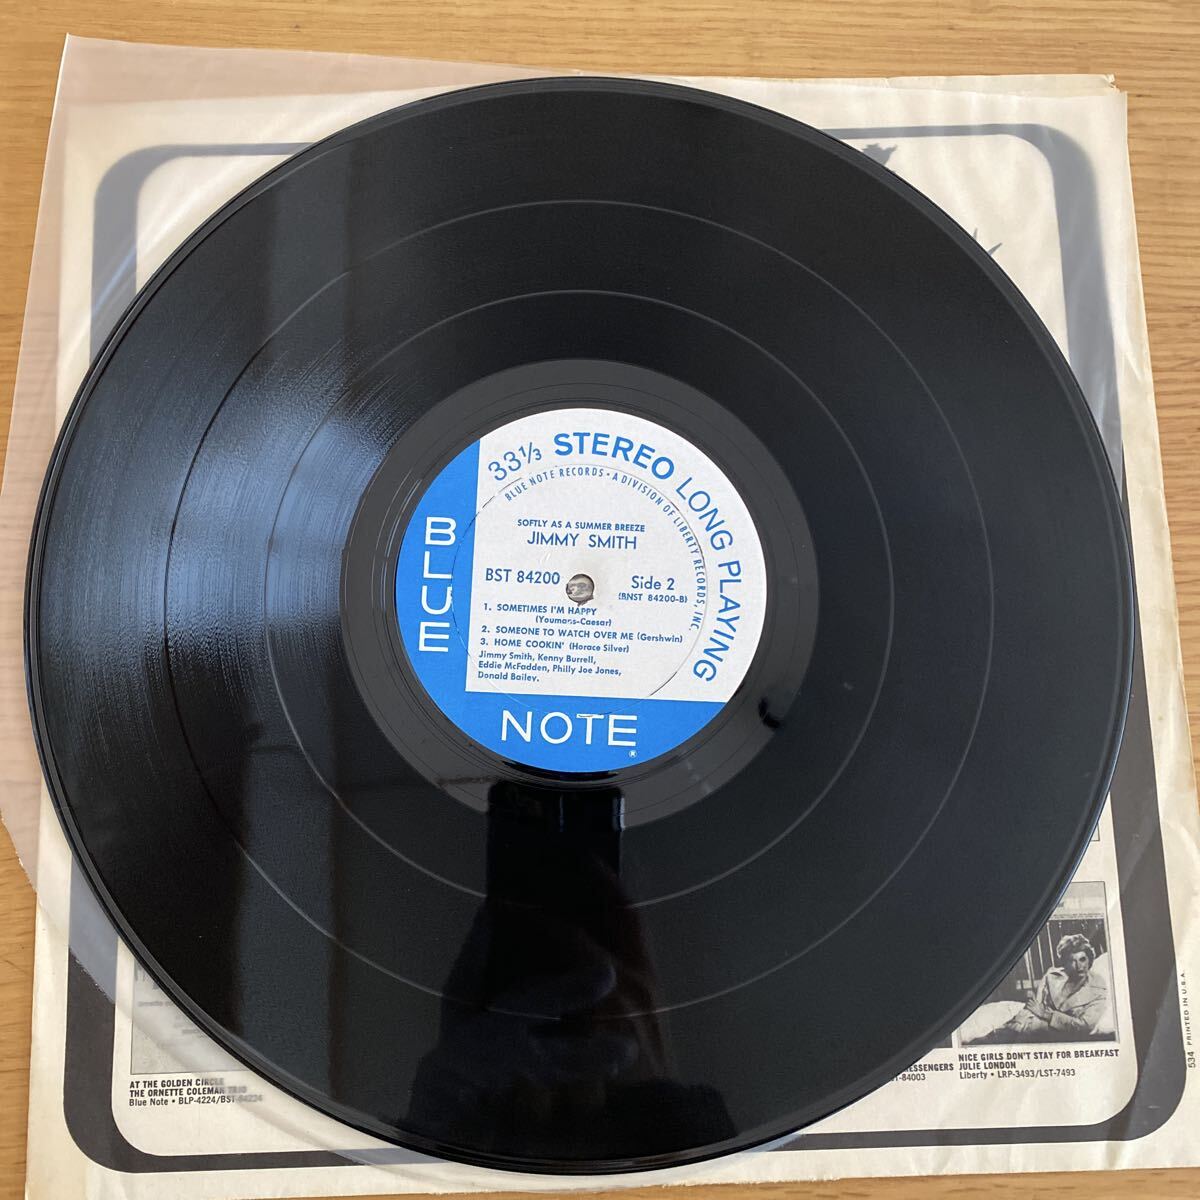 33⅓ STEREO LONG PLAYING
BLUE NOTE RECORDS • A DIVISION OF LIBERTY RECORDS, INC.
SOFTLY AS A SUMMER BREEZE
JIMMY SMITH
BST 84200
Side 2
(BNST 84200-B)
1. SOMETIMES I'M HAPPY
(Youmans-Caesar)
2. SOMEONE TO WATCH OVER ME (Gershwin)
3. HOME COOKIN' (Horace Silver)
Jimmy Smith, Kenny Burrell,
Eddie McFadden, Philly Joe Jones,
Donald Bailey.
BLUE
NOTE
®
AT THE GOLDEN CIRCLE
THE ORNETTE COLEMAN TRIO
Blue Note • BLP-4224/BST-84224
ESSENGERS
T-84003
NICE GIRLS DON'T STAY FOR BREAKFAST
JULIE LONDON
Liberty • LRP-3493/LST-7493
534 PRINTED IN U.S.A.